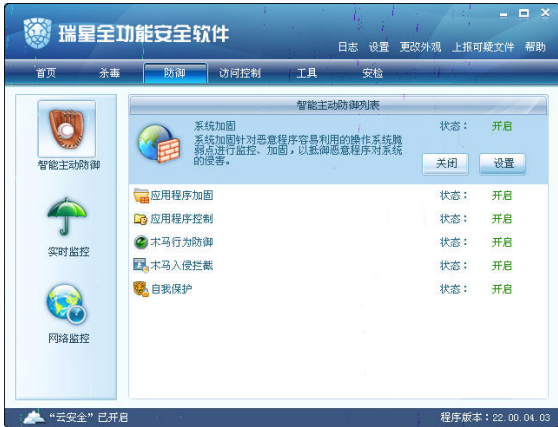 瑞星全功能安全软件
日志 设置 更改外观 上报可疑文件 帮助
首页 杀毒 防御 访问控制 工具 安检
智能主动防御列表
智能主动防御
实时监控
网络监控
系统加固 状态： 开启
系统加固针对恶意程序容易利用的操作系统脆
弱点进行监控、加固，以抵御恶意程序对系统
的侵害。
关闭 设置
应用程序加固 状态： 开启
应用程序控制 状态： 开启
木马行为防御 状态： 开启
木马入侵拦截 状态： 开启
自我保护 状态： 开启
“云安全”已开启 程序版本：22.00.04.03